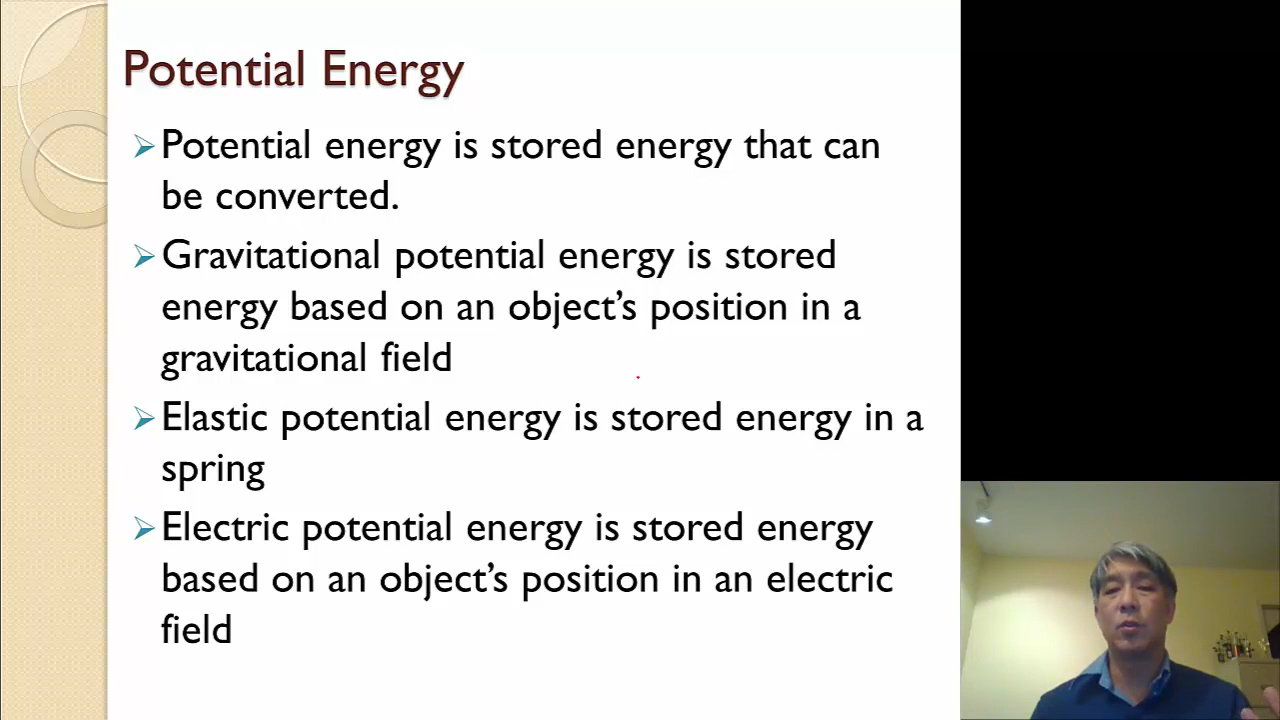 Potential Energy
Potential energy is stored energy that can
be converted.
Gravitational potential energy is stored
energy based on an object’s position in a
gravitational field
Elastic potential energy is stored energy in a
spring
Electric potential energy is stored energy
based on an object’s position in an electric
field